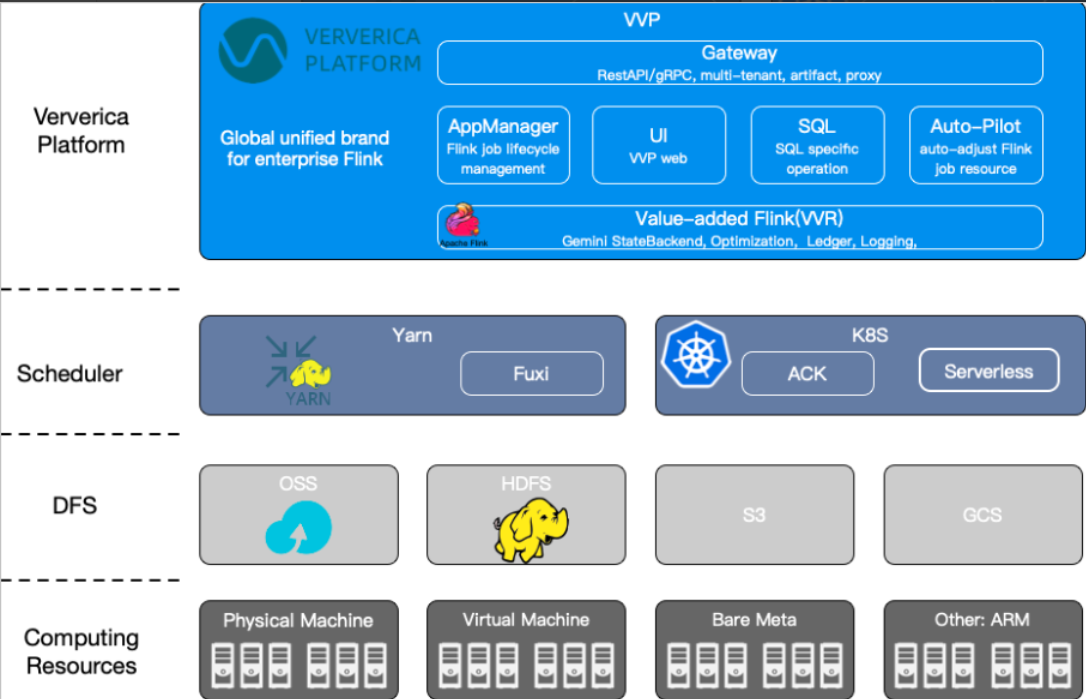 VVP
VERVERICA
PLATFORM
Gateway
RestAPI/gRPC, multi-tenant, artifact, proxy
Ververica
Platform
Global unified brand
for enterprise Flink
AppManager
Flink job lifecycle
management
UI
VVP web
SQL
SQL specific
operation
Auto-Pilot
auto-adjust Flink
job resource
Apache Flink
Value-added Flink(VVR)
Gemini StateBackend, Optimization, Ledger, Logging,
Scheduler
Yarn
YARN
Fuxi
K8S
ACK
Serverless
DFS
OSS
HDFS
S3
GCS
Computing
Resources
Physical Machine
Virtual Machine
Bare Meta
Other: ARM